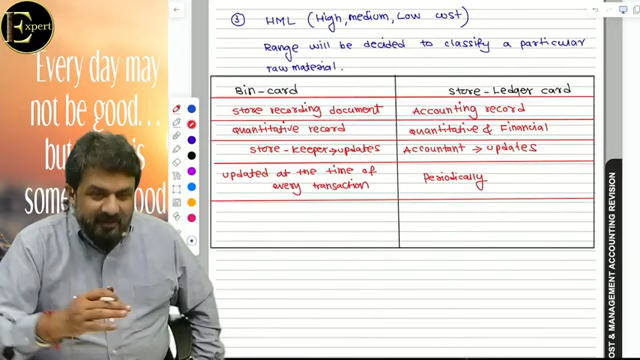 Expert
Every day may
not be good...
③ HML (High, medium, Low cost)
Range will be decided to classify a particular
raw material.
Bin-card
store-Ledger card
store recording document
Accounting record
quantitative record
quantitative & Financial
store-keeper → updates
Accountant → updates
updated at the time of
every transaction
Periodically
OST & MANAGEMENT ACCOUNTING REVISION